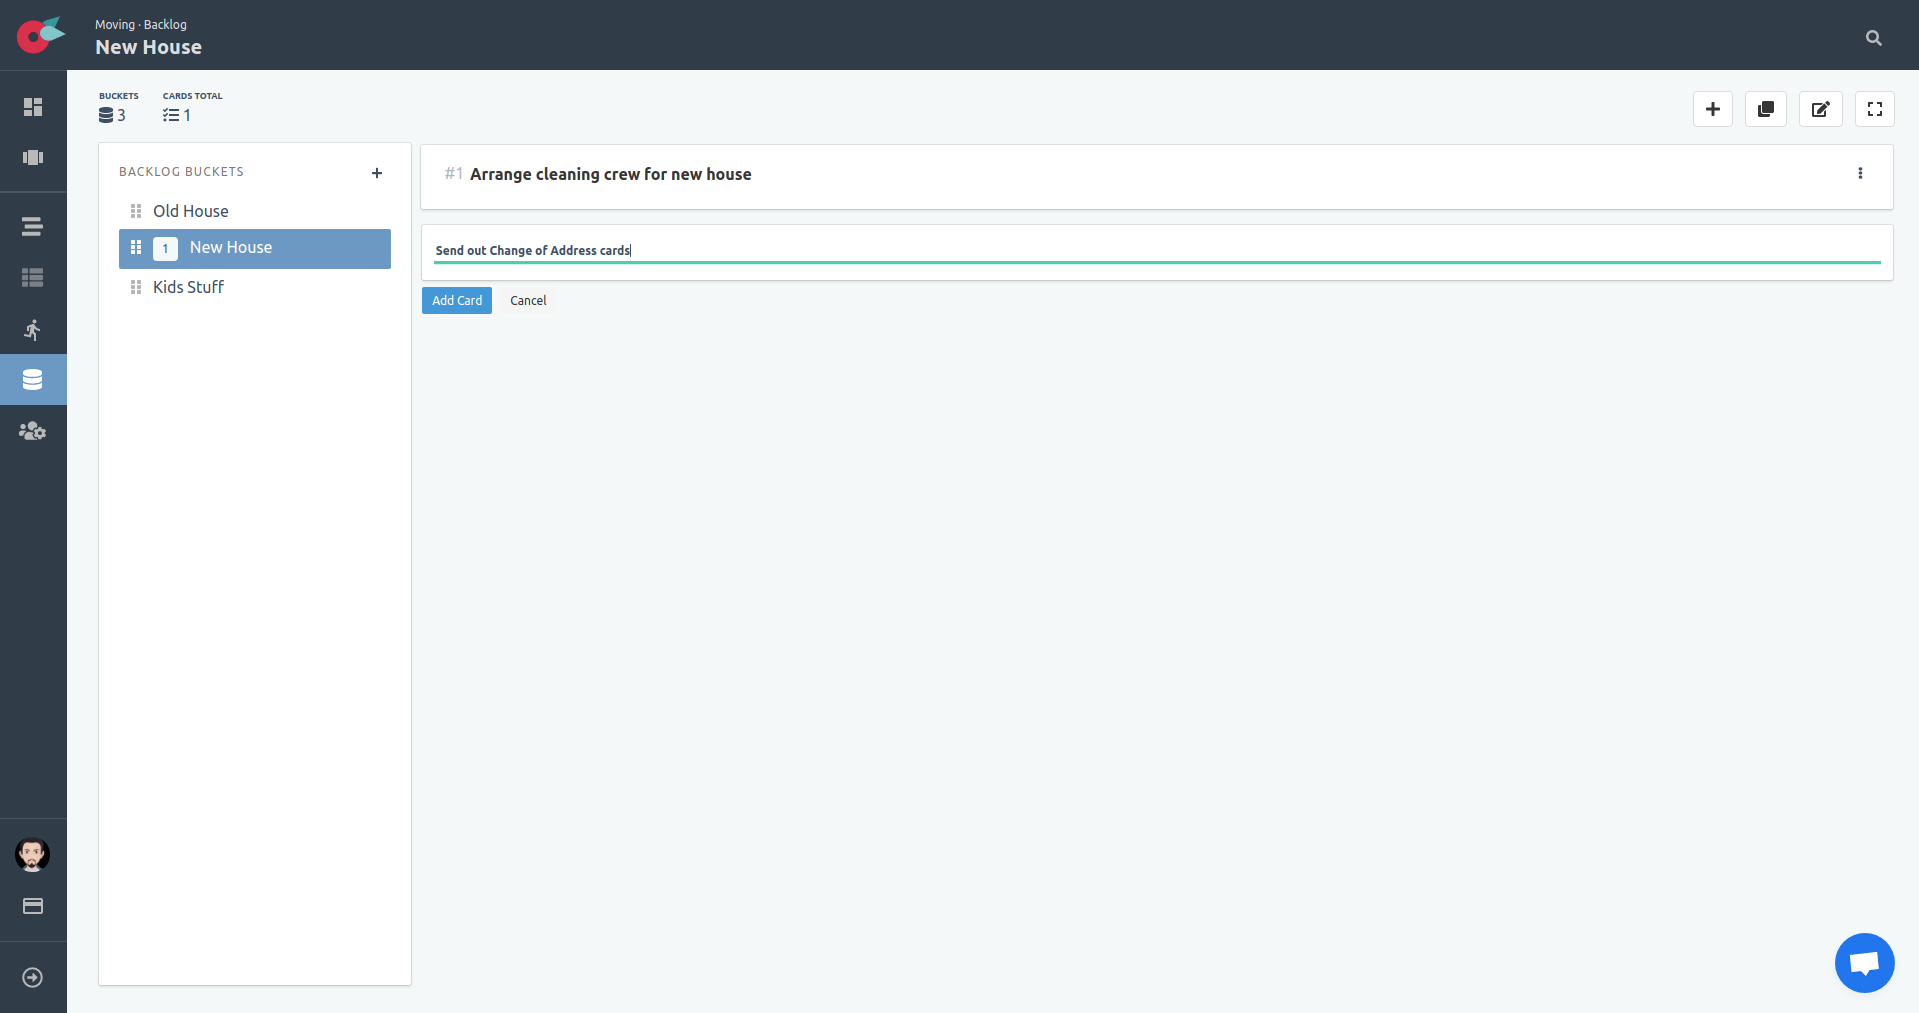 Moving · Backlog
New House
BUCKETS
3
CARDS TOTAL
1
BACKLOG BUCKETS
Old House
1 New House
Kids Stuff
#1 Arrange cleaning crew for new house
Send out Change of Address cards
Add Card Cancel